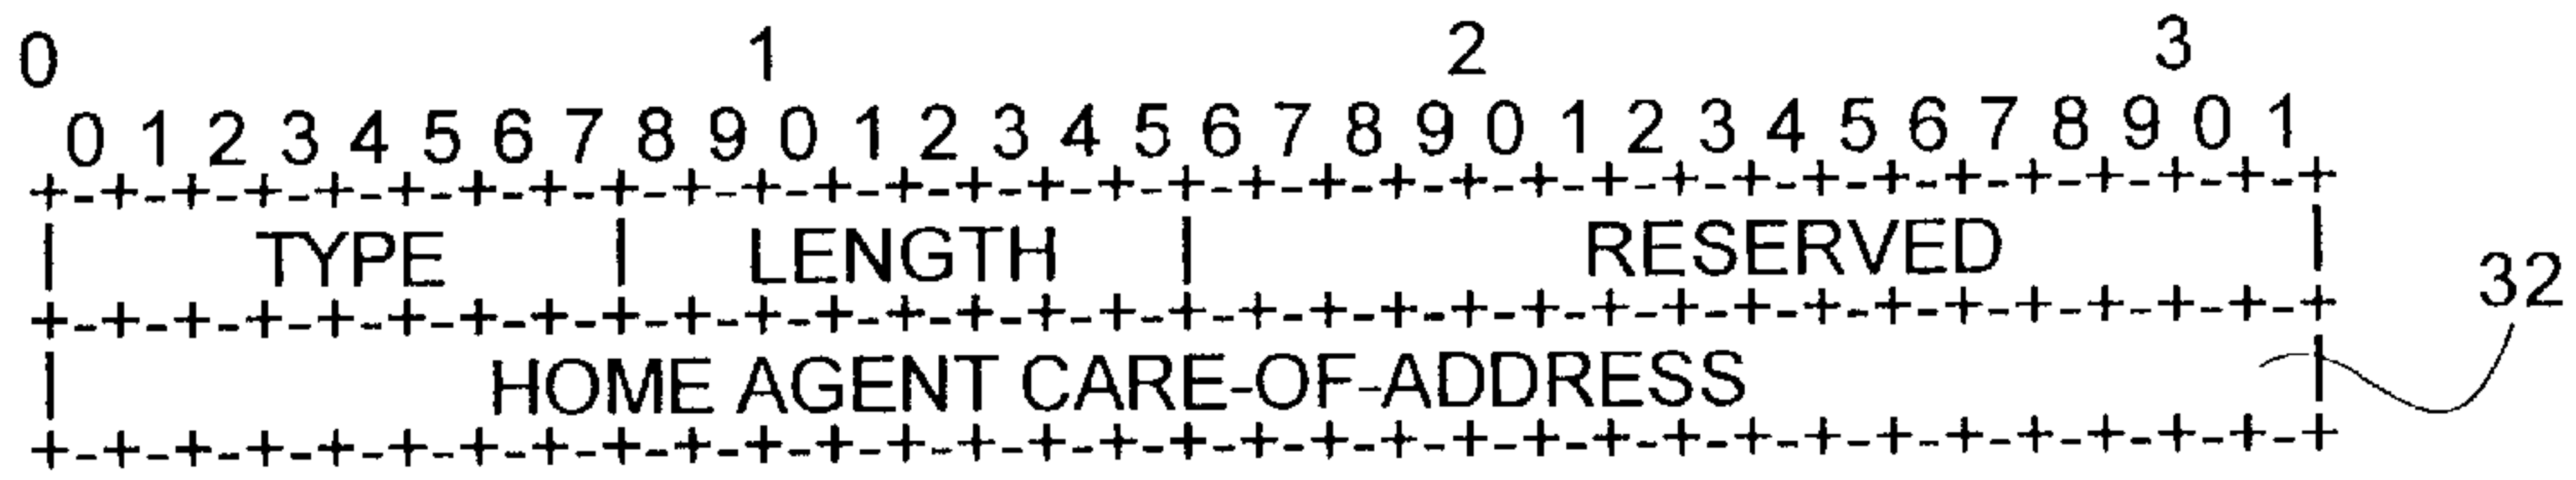 0 1 2 3
0 1 2 3 4 5 6 7 8 9 0 1 2 3 4 5 6 7 8 9 0 1 2 3 4 5 6 7 8 9 0 1
+-+-+-+-+-+-+-+-+-+-+-+-+-+-+-+-+-+-+-+-+-+-+-+-+-+-+-+-+-+-+-+-+
| TYPE | LENGTH | RESERVED |
32
+-+-+-+-+-+-+-+-+-+-+-+-+-+-+-+-+-+-+-+-+-+-+-+-+-+-+-+-+-+-+-+-+
| HOME AGENT CARE-OF-ADDRESS |
+-+-+-+-+-+-+-+-+-+-+-+-+-+-+-+-+-+-+-+-+-+-+-+-+-+-+-+-+-+-+-+-+